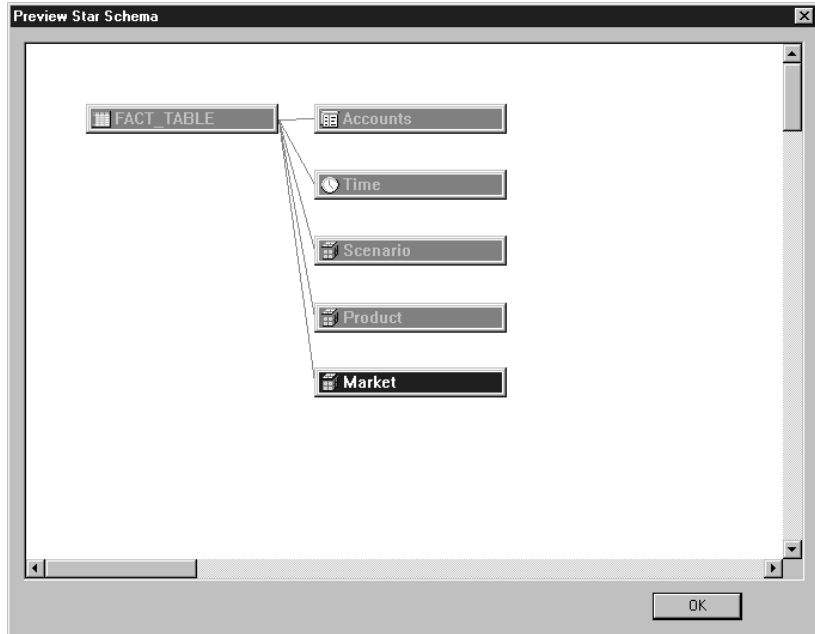 Preview Star Schema
FACT_TABLE
Accounts
Time
Scenario
Product
Market
OK